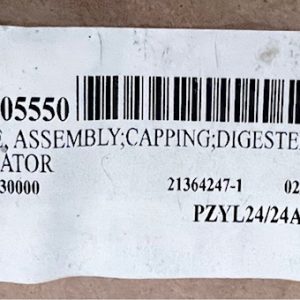 05550
E, ASSEMBLY;CAPPING;DIGESTE
ATOR
30000 21364247-1 02
PZYL24/24A